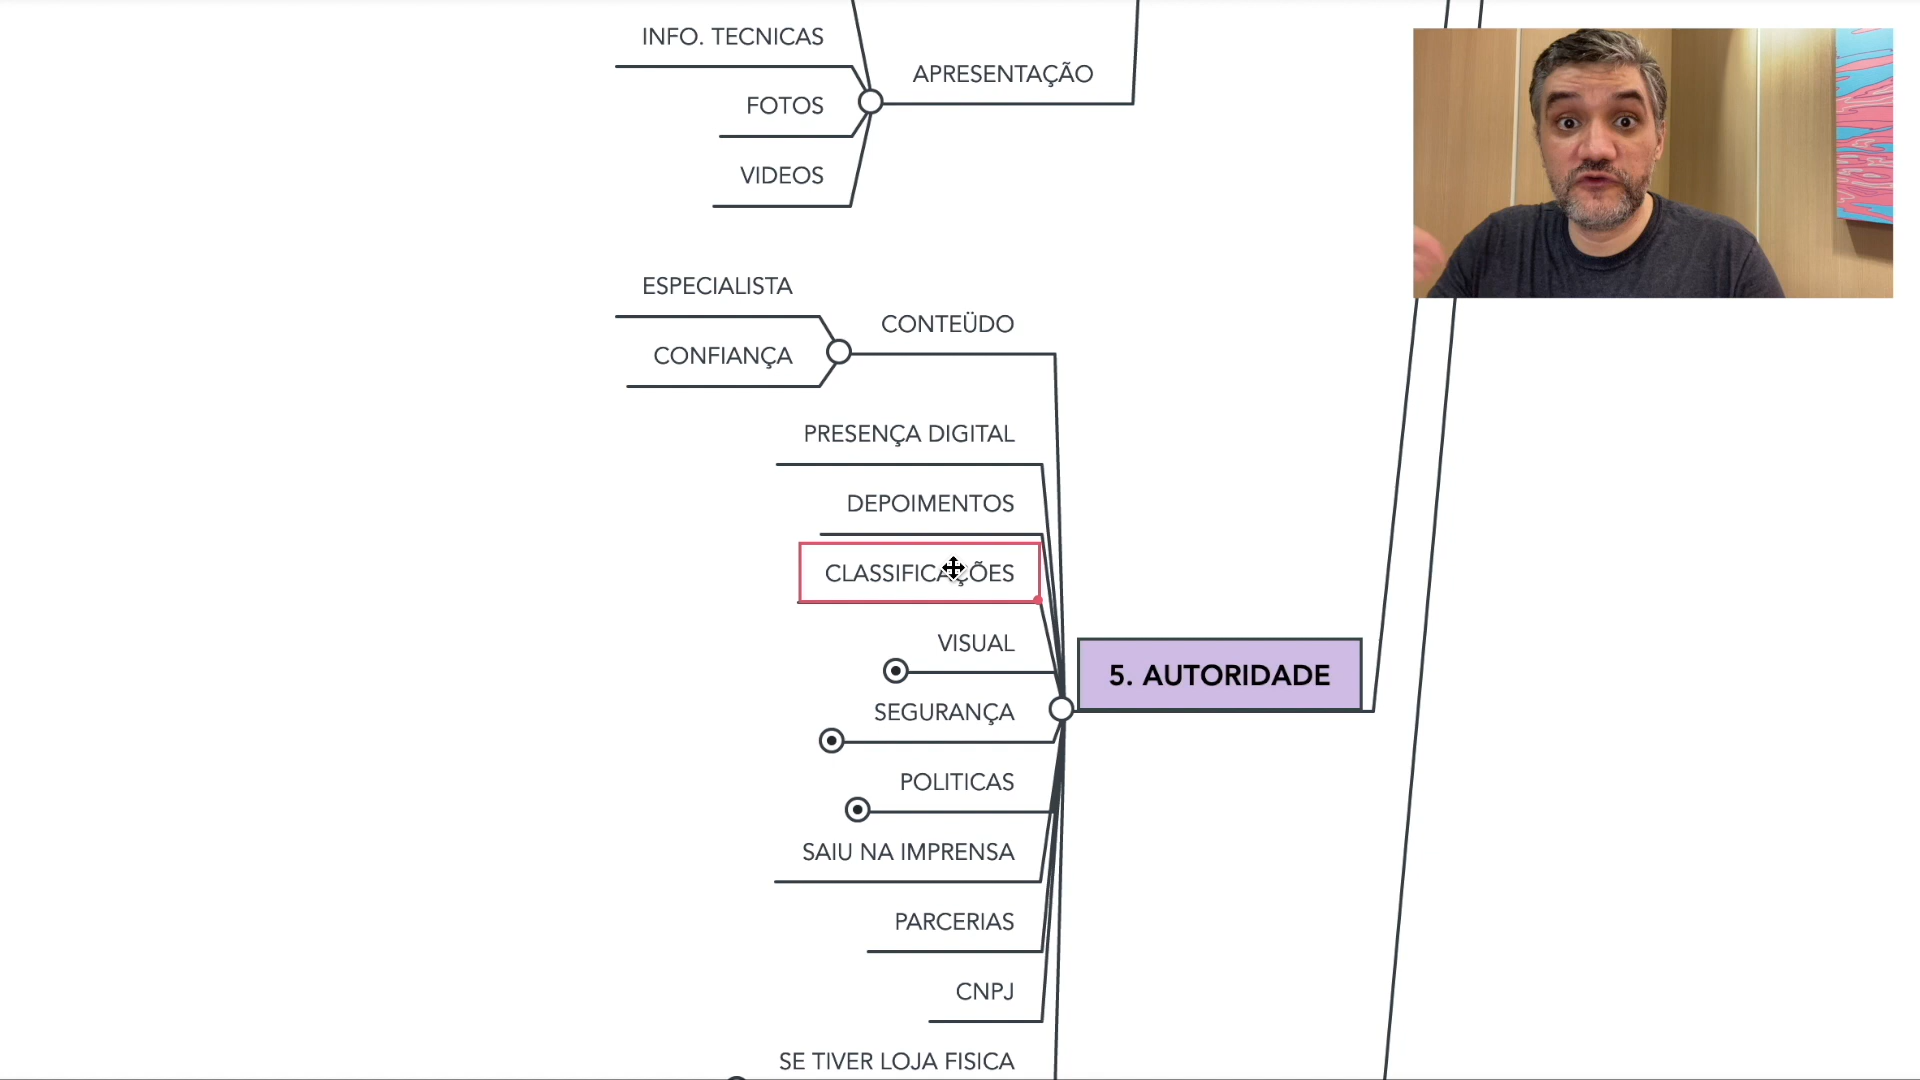 INFO. TECNICAS
APRESENTAÇÃO
FOTOS
VIDEOS
ESPECIALISTA
CONTEÜDO
CONFIANÇA
PRESENÇA DIGITAL
DEPOIMENTOS
CLASSIFICAÇÕES
VISUAL
5. AUTORIDADE
SEGURANÇA
POLITICAS
SAIU NA IMPRENSA
PARCERIAS
CNPJ
SE TIVER LOJA FISICA